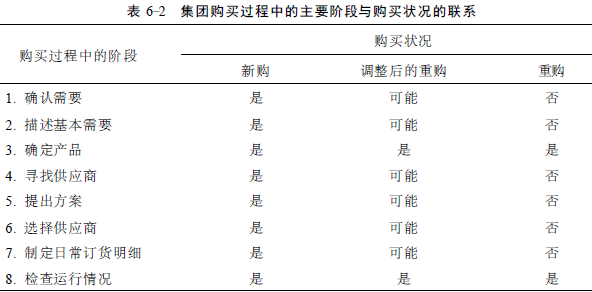 表 6-2 集团购买过程中的主要阶段与购买状况的联系
购买过程中的阶段 购买状况
新购 调整后的重购 重购
1. 确认需要 是 可能 否
2. 描述基本需要 是 可能 否
3. 确定产品 是 是 是
4. 寻找供应商 是 可能 否
5. 提出方案 是 可能 否
6. 选择供应商 是 可能 否
7. 制定日常订货明细 是 可能 否
8. 检查运行情况 是 是 是